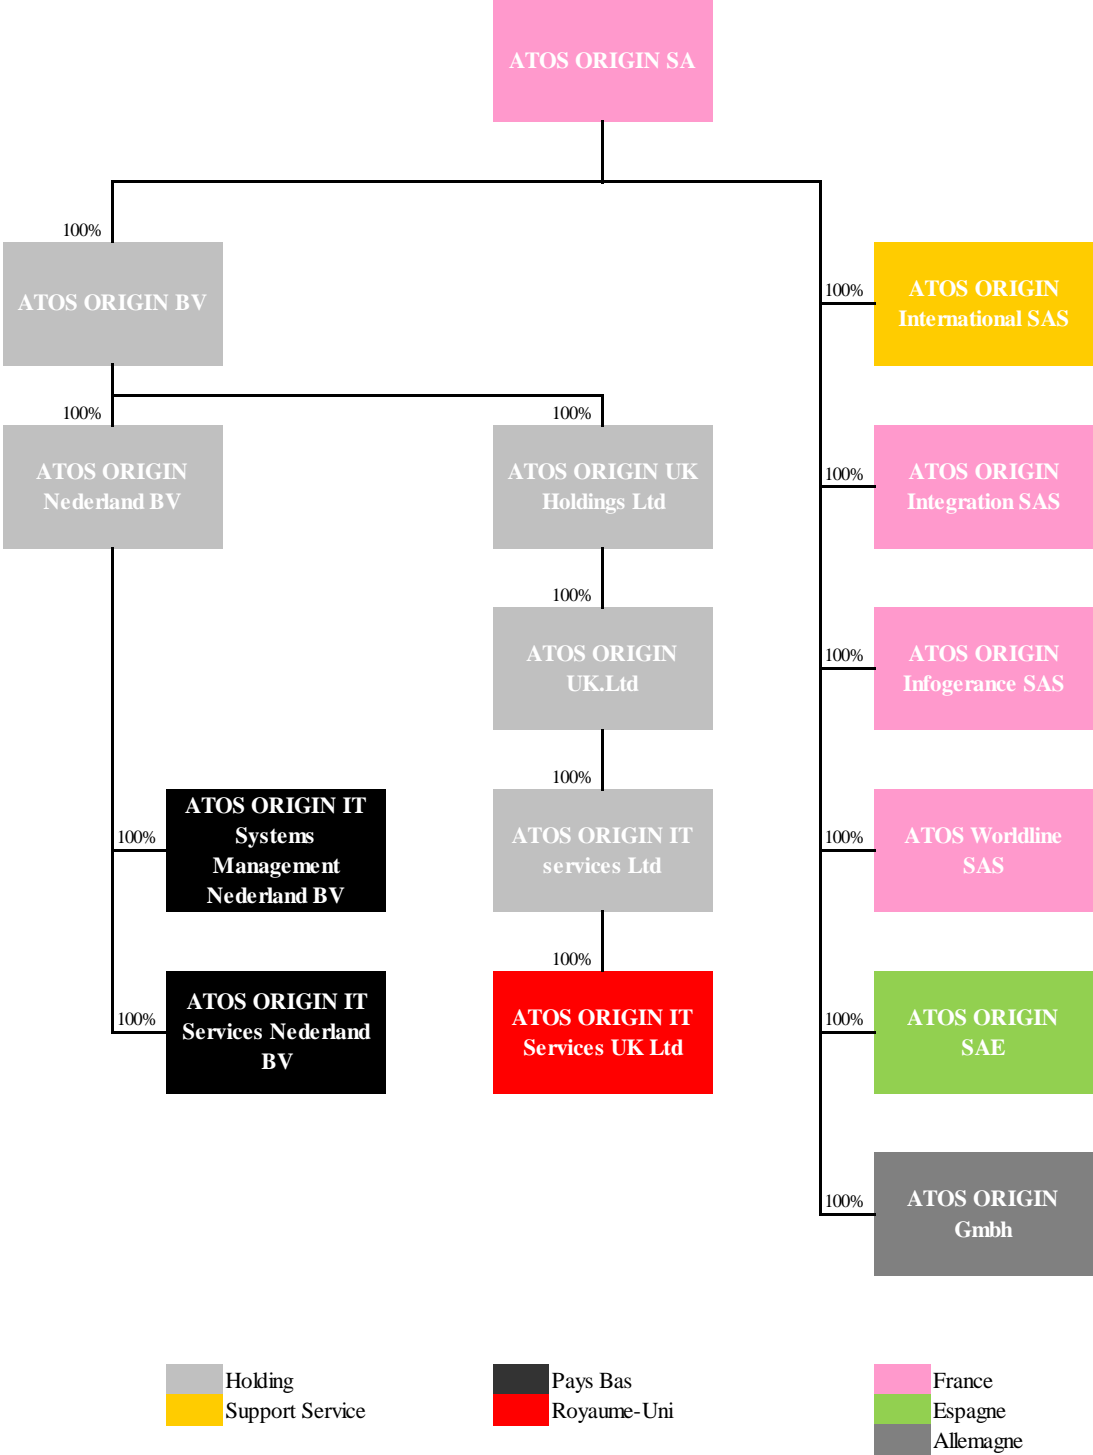 ATOS ORIGIN SA
100%
ATOS ORIGIN BV
100%
ATOS ORIGIN
International SAS
100%
100%
ATOS ORIGIN
Nederland BV
ATOS ORIGIN UK
Holdings Ltd
100%
ATOS ORIGIN
Integration SAS
100%
ATOS ORIGIN
UK.Ltd
100%
ATOS ORIGIN
Infogerance SAS
100%
ATOS ORIGIN IT
Systems
Management
Nederland BV
100%
ATOS ORIGIN IT
services Ltd
100%
ATOS Worldline
SAS
100%
ATOS ORIGIN IT
Services Nederland
BV
100%
ATOS ORIGIN IT
Services UK Ltd
100%
ATOS ORIGIN
SAE
100%
ATOS ORIGIN
Gmbh
Holding
Support Service
Pays Bas
Royaume-Uni
France
Espagne
Allemagne